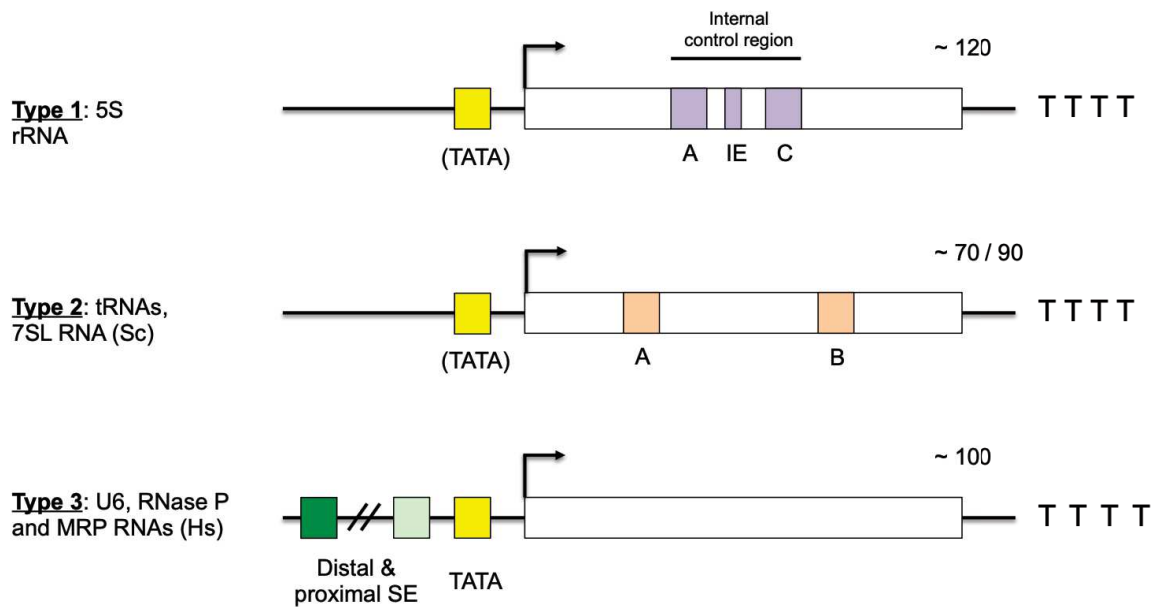 Internal
control region
~ 120
Type 1: 5S
rRNA
T T T T
(TATA)
A
IE
C
~ 70 / 90
Type 2: tRNAs,
7SL RNA (Sc)
T T T T
(TATA)
A
B
~ 100
Type 3: U6, RNase P
and MRP RNAs (Hs)
T T T T
Distal &
proximal SE
TATA